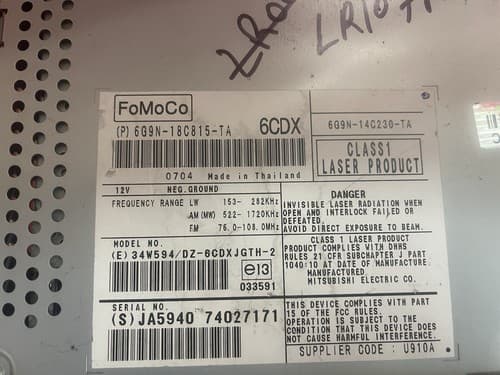 LR107
FoMoCo
(P) 6G9N-18C815-TA 6CDX
6G9N-14C230-TA
CLASS1
LASER PRODUCT
0704 Made in Thailand
12V NEG.GROUND
FREQUENCY RANGE LW 153- 282KHz
AM (MW) 522- 1720KHz
FM 76.0-108.0MHz
DANGER
INVISIBLE LASER RADIATION WHEN
OPEN AND INTERLOCK FAILED OR
DEFEATED.
AVOID DIRECT EXPOSURE TO BEAM.
MODEL NO.
(E) 34W594/DZ-6CDXJGTH-2
e13
033591
CLASS 1 LASER PRODUCT
PRODUCT COMPLIES WITH DHHS
RULES 21 CFR SUBCHAPTER J PART
1040:10 AT DATE OF MANUFACTURE.
MANUFACTURED
MITSUBISHI ELECTRIC CO.
SERIAL NO.
(S)JA5940 74027171
THIS DEVICE COMPLIES WITH PART
15 OF THE FCC RULES.
OPERATION IS SUBJECT TO THE
CONDITION THAT THIS DEVICE DOES
NOT CAUSE HARMFUL INTERFERENCE.
SUPPLIER CODE : U910A